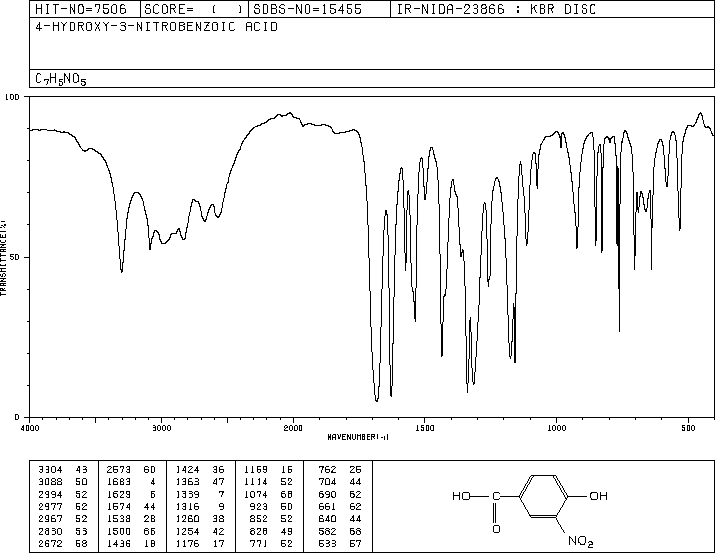 HIT-NO=7506 SCORE= ( ) SDBS-NO=15455 IR-NIDA-23866 : KBR DISC
4-HYDROXY-3-NITROBENZOIC ACID
C7H5NO5
100
50
0
TRANSMITTANCE(%)
4000 3000 2000 1500 1000 500
WAVENUMBER(-1)
3304 43 2573 60 1424 36 1169 16 762 26
3088 50 1683 4 1363 47 1114 52 704 44
2994 52 1629 6 1339 7 1074 68 690 62
2977 52 1574 44 1316 9 923 50 661 62
2967 52 1538 28 1260 38 852 52 640 44
2830 53 1500 66 1254 42 828 49 582 68
2672 58 1436 18 1176 17 771 52 533 57
HO C OH
O NO2